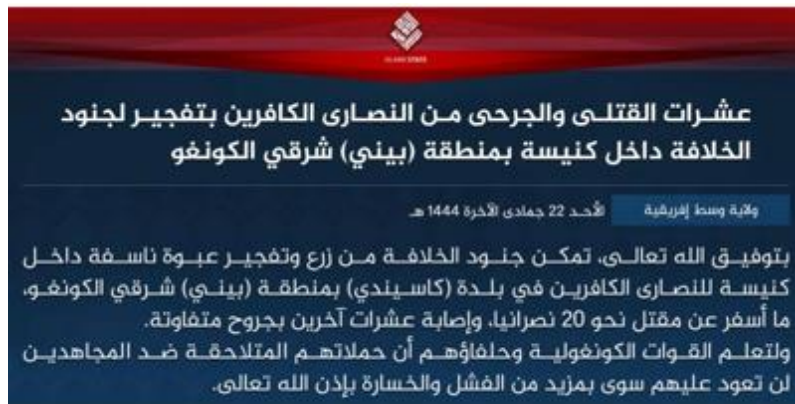 ISLAMIC STATE
عشرات القتلى والجرحى من النصارى الكافرين بتفجير لجنود
الخلافة داخل كنيسة بمنطقة (بيني) شرقي الكونغو
ولاية وسط إفريقية
الأحد 22 جمادى الآخرة 1444 هـ
بتوفيق الله تعالى، تمكن جنود الخلافة من زرع وتفجير عبوة ناسفة داخل
كنيسة للنصارى الكافرين في بلدة (كاسيندي) بمنطقة (بيني) شرقي الكونغو،
ما أسفر عن مقتل نحو 20 نصرانيا، وإصابة عشرات آخرين بجروح متفاوتة.
ولتعلم القوات الكونغولية وحلفاؤهم أن حملاتهم المتلاحقة ضد المجاهدين
لن تعود عليهم سوى بمزيد من الفشل والخسارة بإذن الله تعالى.